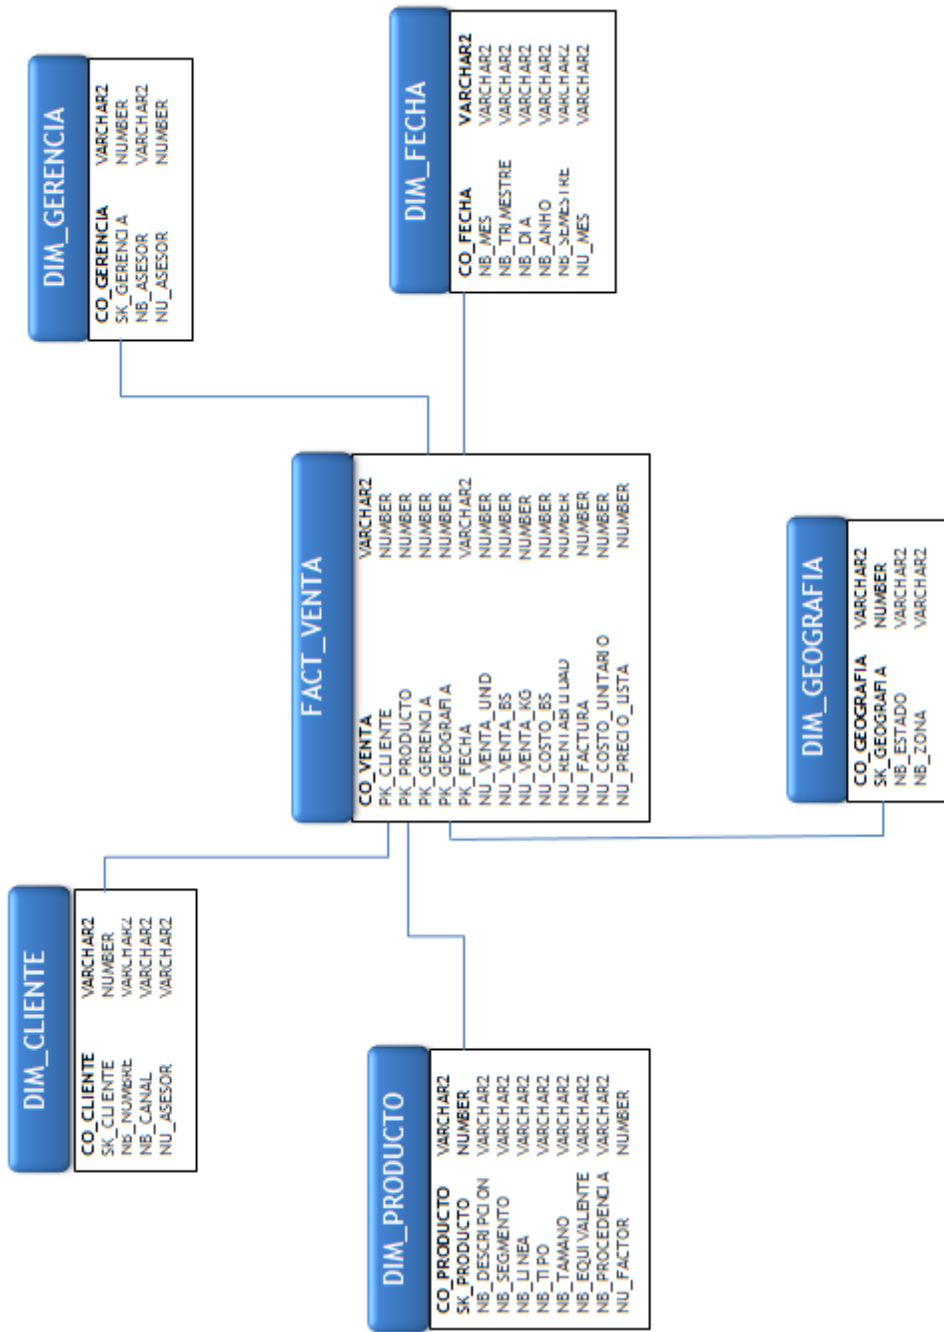 DIM_CLIENTE
CO_CLIENTE VARCHAR2
SK_CLIENTE NUMBER
NB_NUMBRE VARCHAR2
NB_CANAL VARCHAR2
NU_ASESOR VARCHAR2
DIM_GERENCIA
CO_GERENCIA VARCHAR2
SK_GERENCIA NUMBER
NB_ASESOR VARCHAR2
NU_ASESOR NUMBER
FACT_VENTA
CO_VENTA VARCHAR2
PK_CLIENTE NUMBER
PK_PRODUCTO NUMBER
PK_GERENCIA NUMBER
PK_GEOGRAFIA NUMBER
PK_FECHA VARCHAR2
NU_VENTA_UND NUMBER
NU_VENTA_BS NUMBER
NU_VENTA_KG NUMBER
NU_COSTO_BS NUMBER
NU_RENTABILIDAD NUMBER
NU_FACTURA NUMBER
NU_COSTO_UNITARIO NUMBER
NU_PRECIO_LISTA NUMBER
DIM_PRODUCTO
CO_PRODUCTO VARCHAR2
SK_PRODUCTO NUMBER
NB_DESCRIPCION VARCHAR2
NB_SEGMENTO VARCHAR2
NB_LINEA VARCHAR2
NB_TIPO VARCHAR2
NB_TAMANO VARCHAR2
NB_EQUIVALENTE VARCHAR2
NB_PROCEDENCIA VARCHAR2
NU_FACTOR NUMBER
DIM_FECHA
CO_FECHA VARCHAR2
NB_MES VARCHAR2
NB_TRIMESTRE VARCHAR2
NB_DIA VARCHAR2
NB_ANHO VARCHAR2
NB_SEMESTRE VARCHAR2
NU_MES VARCHAR2
DIM_GEOGRAFIA
CO_GEOGRAFIA VARCHAR2
SK_GEOGRAFIA NUMBER
NB_ESTADO VARCHAR2
NB_ZONA VARCHAR2